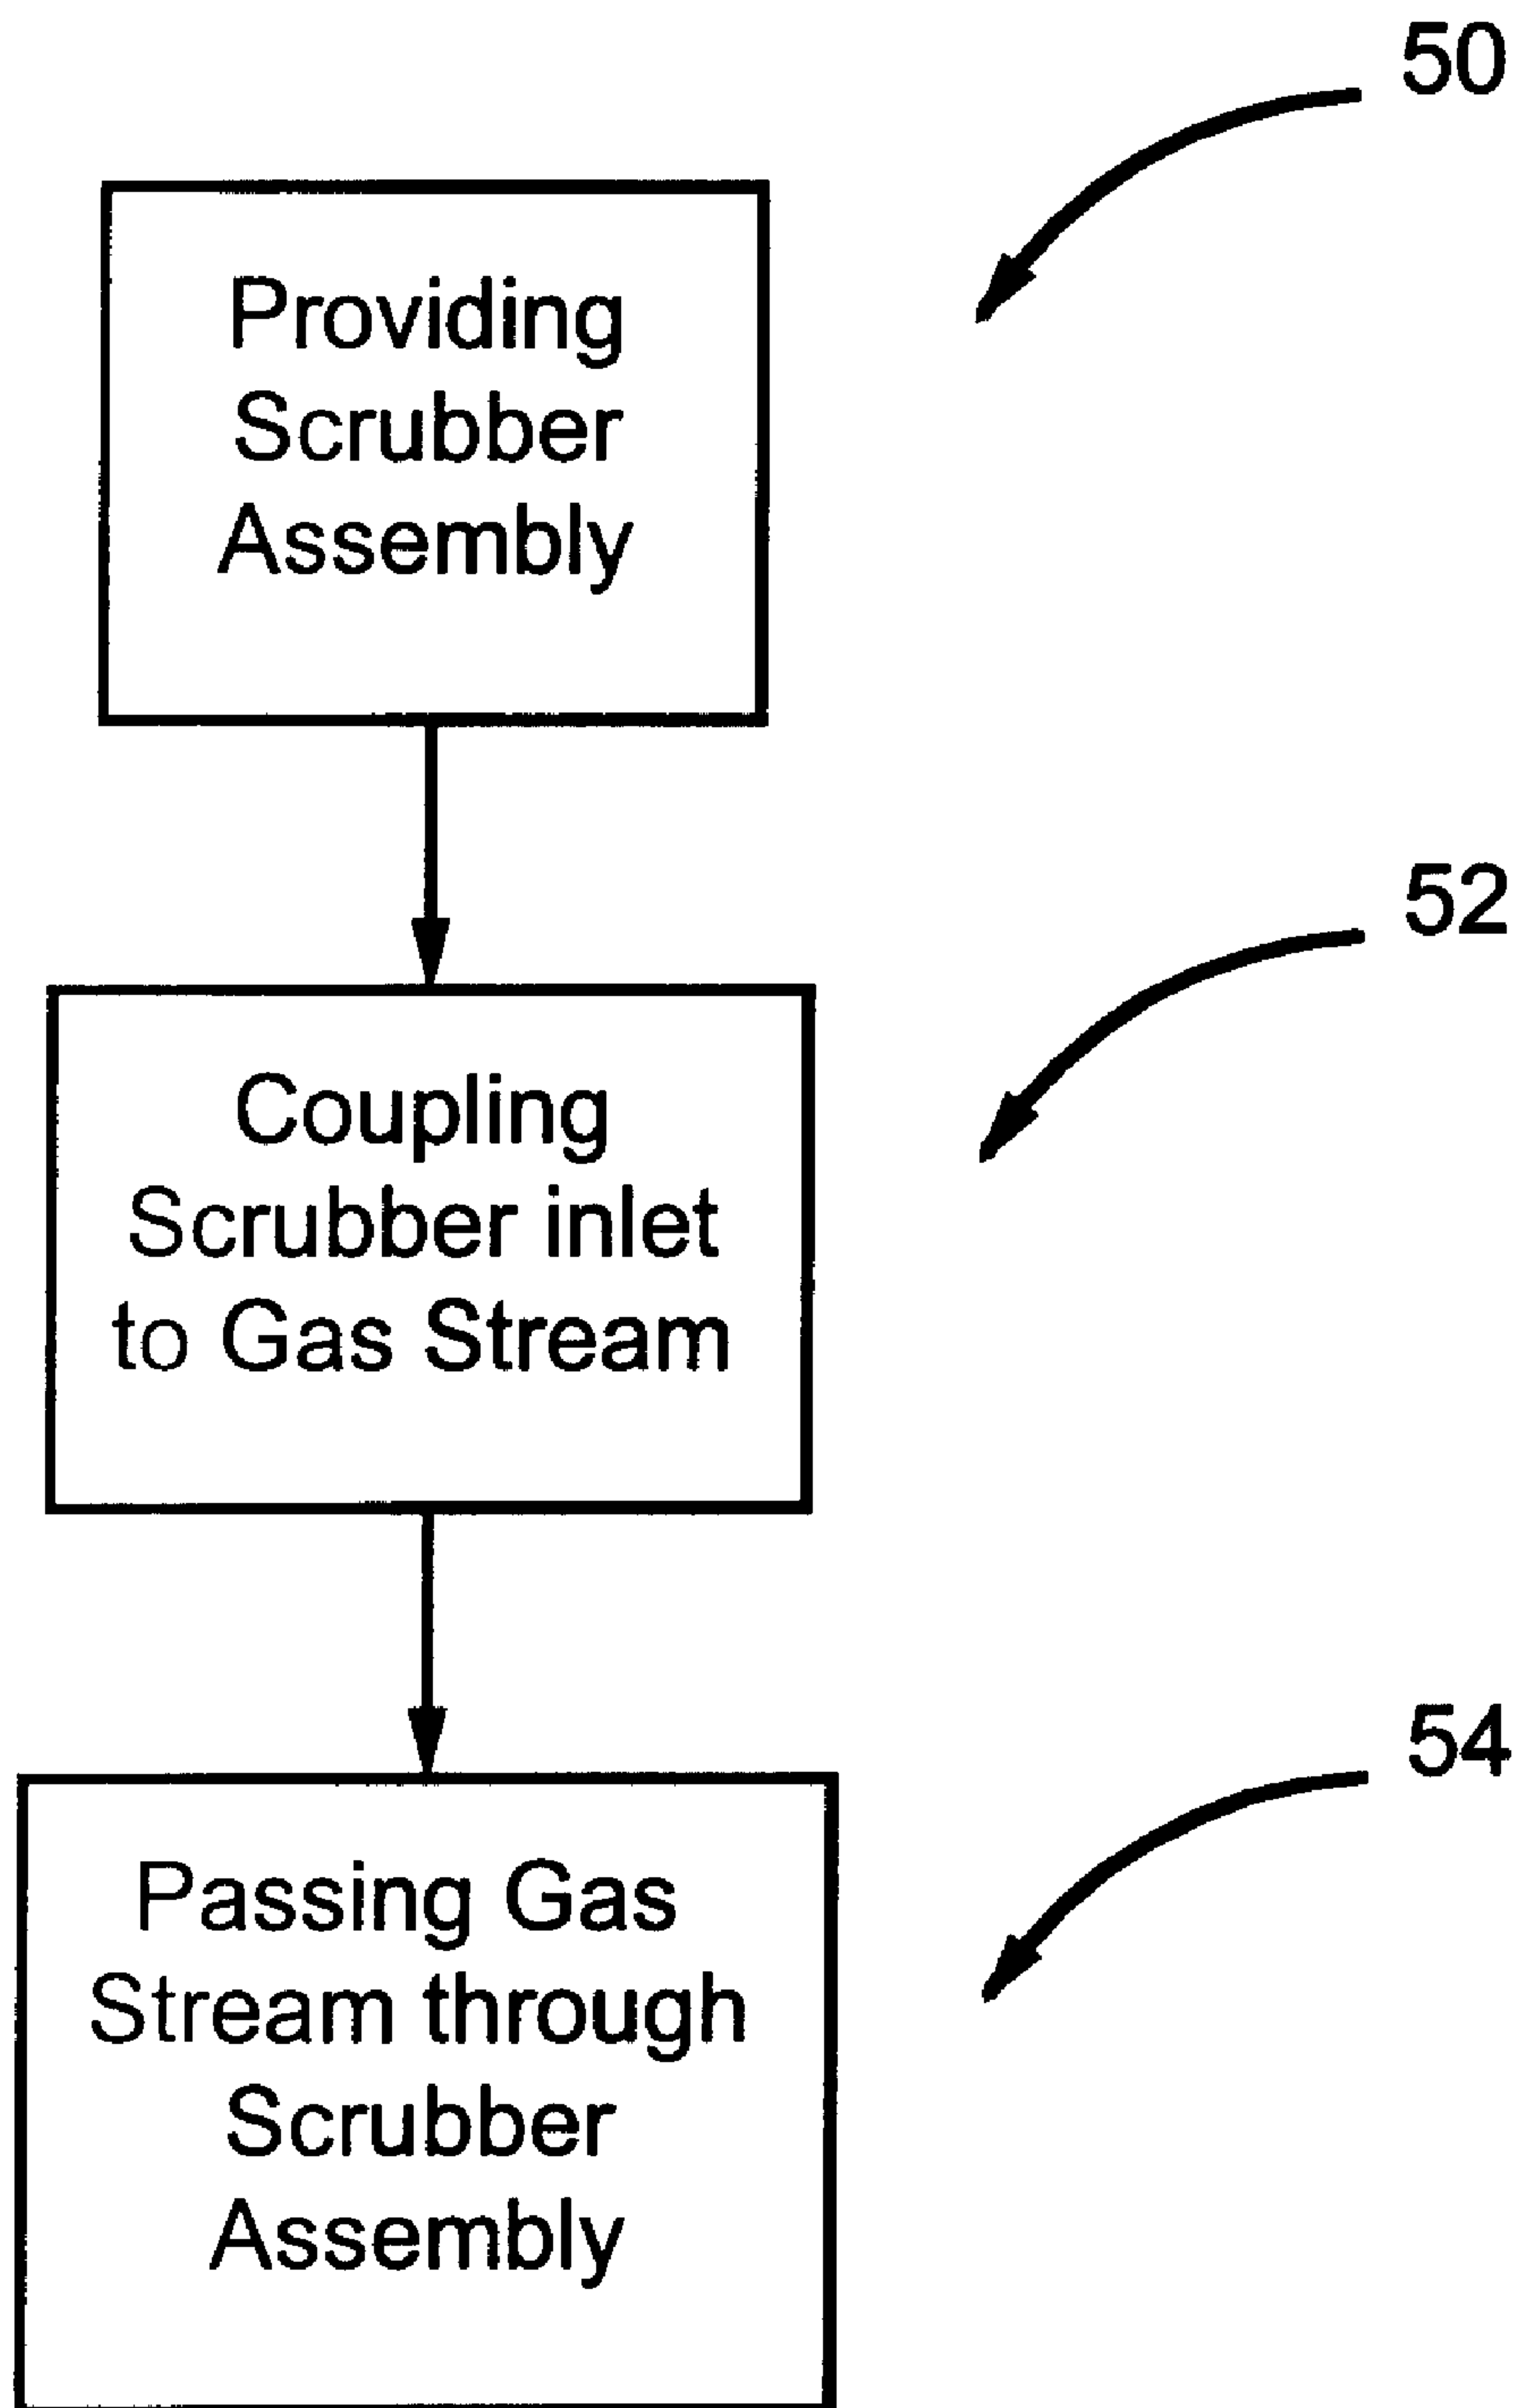 50
Providing
Scrubber
Assembly
52
Coupling
Scrubber inlet
to Gas Stream
54
Passing Gas
Stream through
Scrubber
Assembly